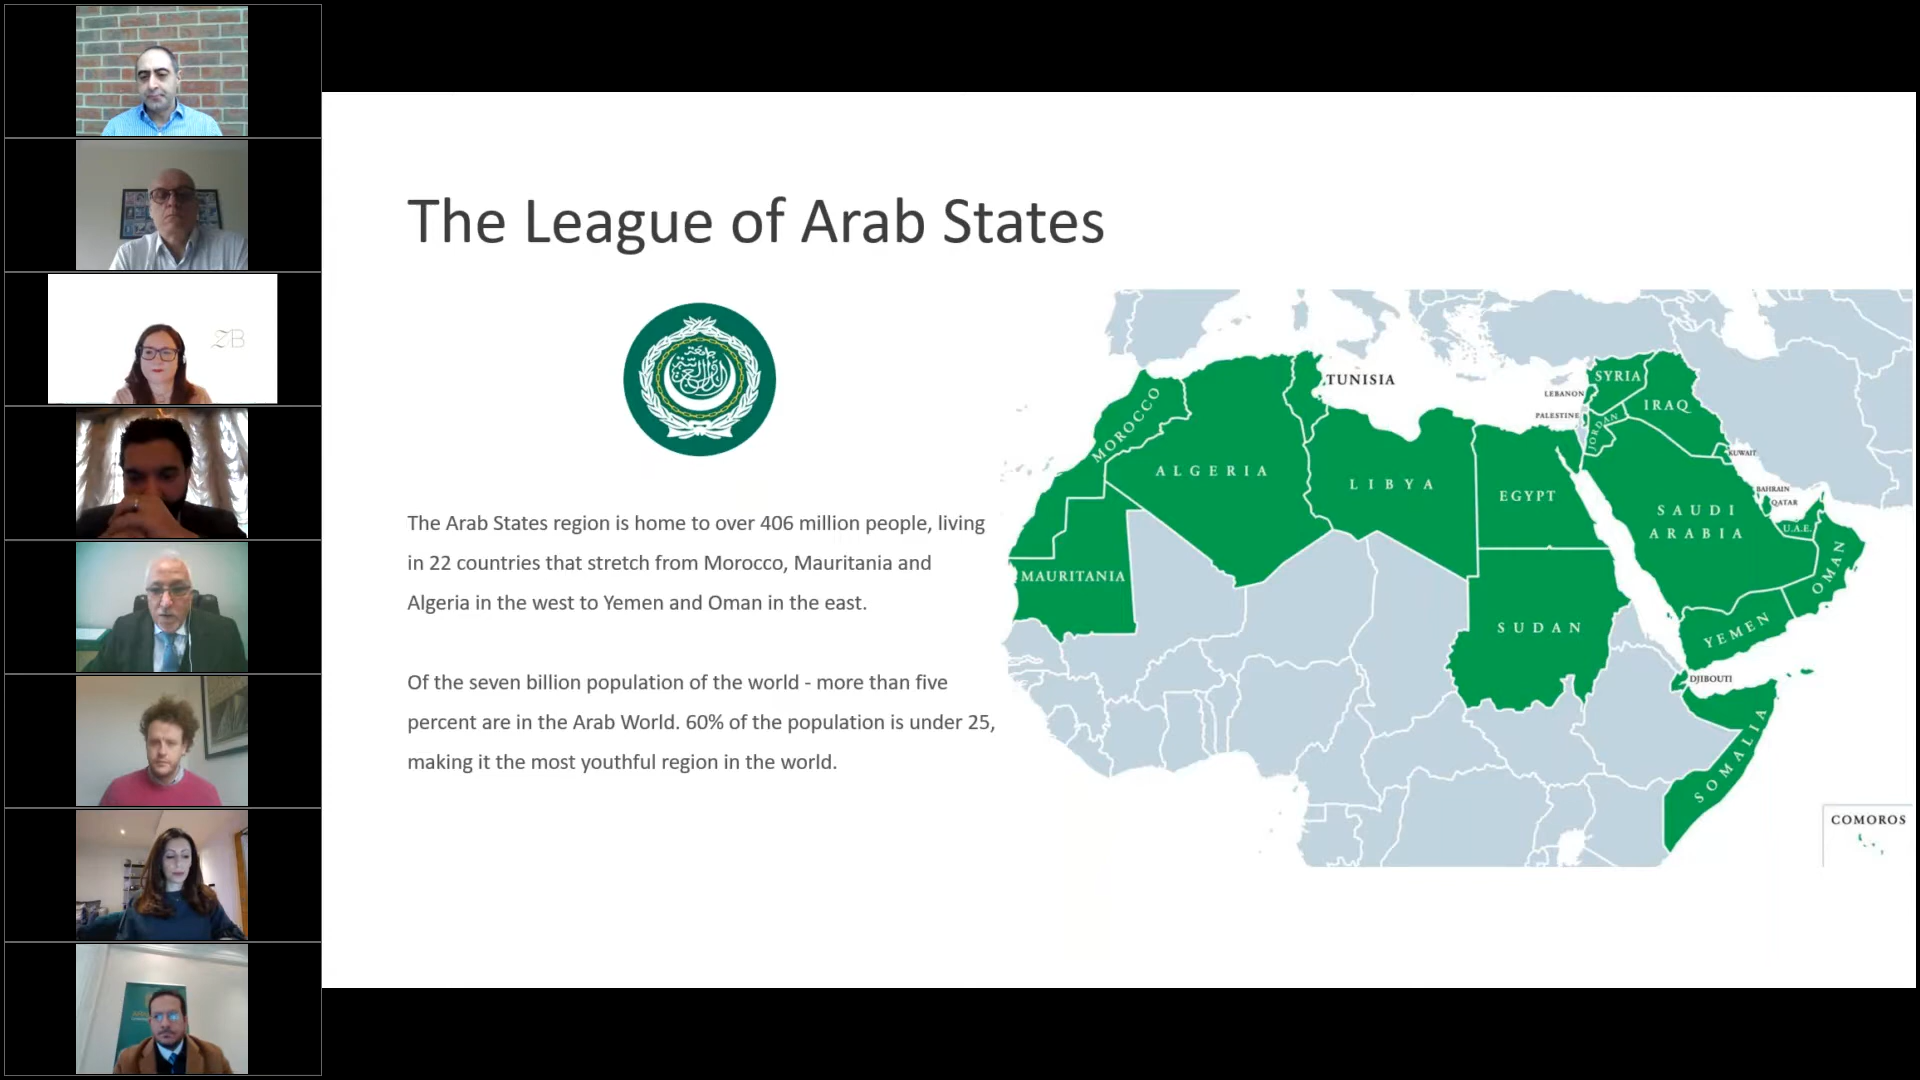 ZB
The League of Arab States
The Arab States region is home to over 406 million people, living
in 22 countries that stretch from Morocco, Mauritania and
Algeria in the west to Yemen and Oman in the east.
Of the seven billion population of the world - more than five
percent are in the Arab World. 60% of the population is under 25,
making it the most youthful region in the world.
TUNISIA
SYRIA
LEBANON
MOROCCO
IRAQ
PALESTINE
JORDAN
KUWAIT
ALGERIA
LIBYA
EGYPT
BAHRAIN
QATAR
SAUDI
ARABIA
U.A.E.
OMAN
MAURITANIA
SUDAN
YEMEN
DJIBOUTI
SOMALIA
COMOROS